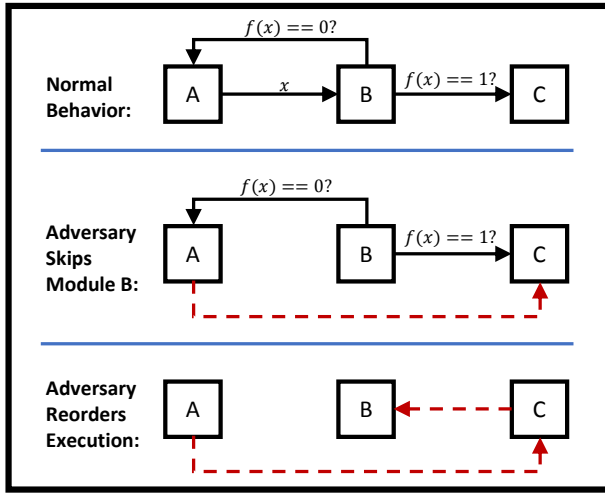 f(x) == 0?
Normal
Behavior:
A
x
B
f(x) == 1?
C
f(x) == 0?
Adversary
Skips
Module B:
A
B
f(x) == 1?
C
Adversary
Reorders
Execution:
A
B
C